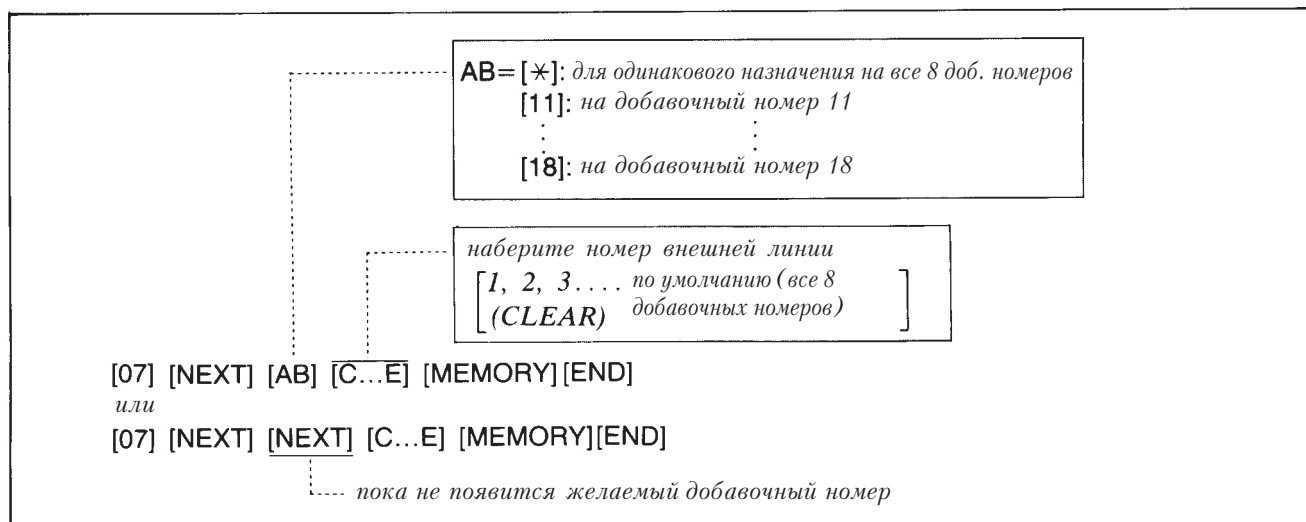 AB=[✳]: для одинакового назначения на все 8 доб. номеров
[11]: на добавочный номер 11
[18]: на добавочный номер 18
наберите номер внешней линии
1, 2, 3.... по умолчанию (все 8
(CLEAR) добавочных номеров)
[07] [NEXT] [AB] [C...E] [MEMORY] [END]
или
[07] [NEXT] [NEXT] [C...E] [MEMORY][END]
пока не появится желаемый добавочный номер